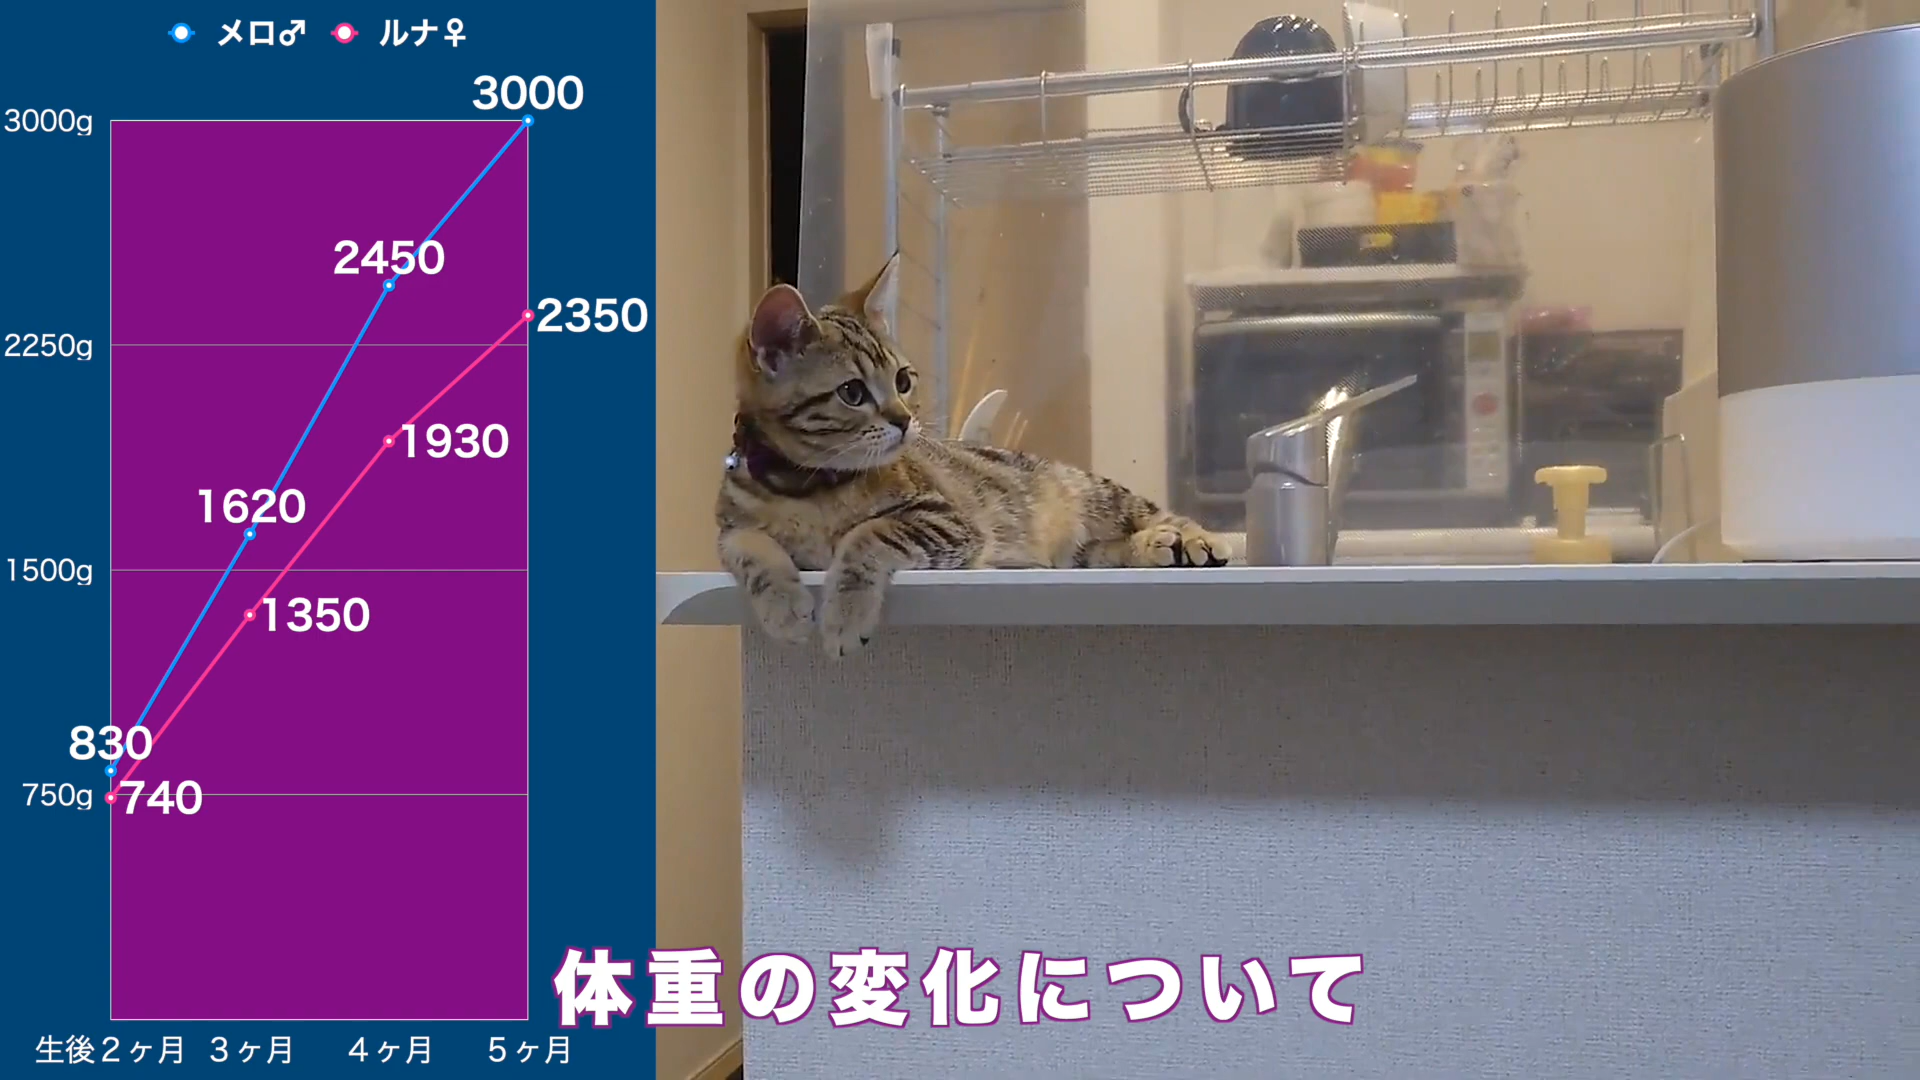 メロ♂ ルナ♀
3000
3000g
2450
2350
2250g
1930
1620
1500g
1350
830
750g
740
生後2ヶ月 3ヶ月 4ヶ月 5ヶ月
体重の変化について